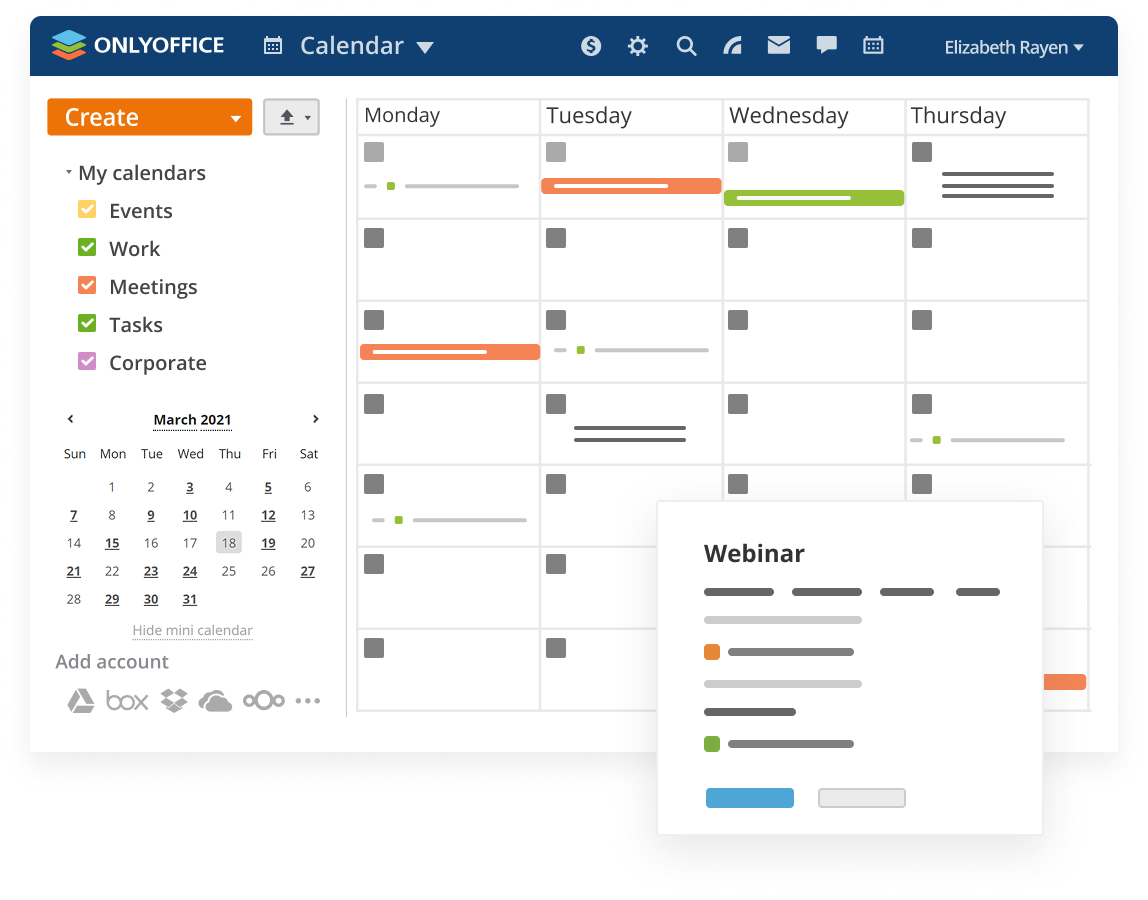 ONLYOFFICE Calendar Elizabeth Rayen
Create
My calendars
Events
Work
Meetings
Tasks
Corporate
March 2021
Sun Mon Tue Wed Thu Fri Sat
1 2 3 4 5 6
7 8 9 10 11 12 13
14 15 16 17 18 19 20
21 22 23 24 25 26 27
28 29 30 31
Hide mini calendar
Add account
box
Monday Tuesday Wednesday Thursday
Webinar